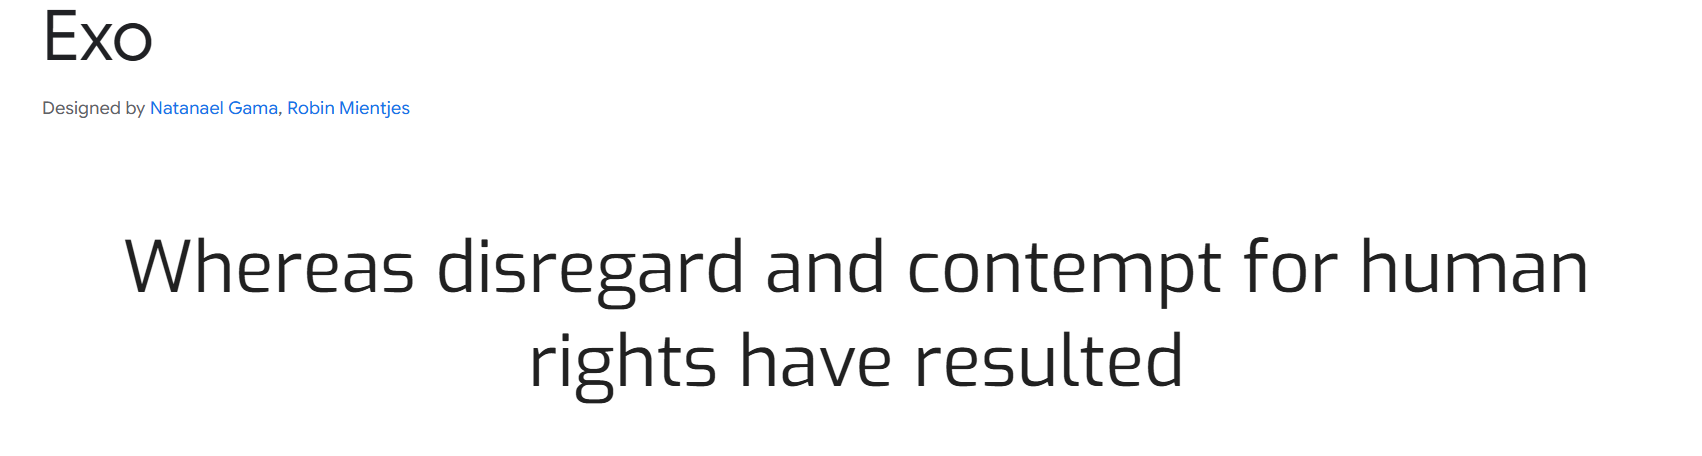 Exo
Designed by Natanael Gama, Robin Mientjes
Whereas disregard and contempt for human
rights have resulted